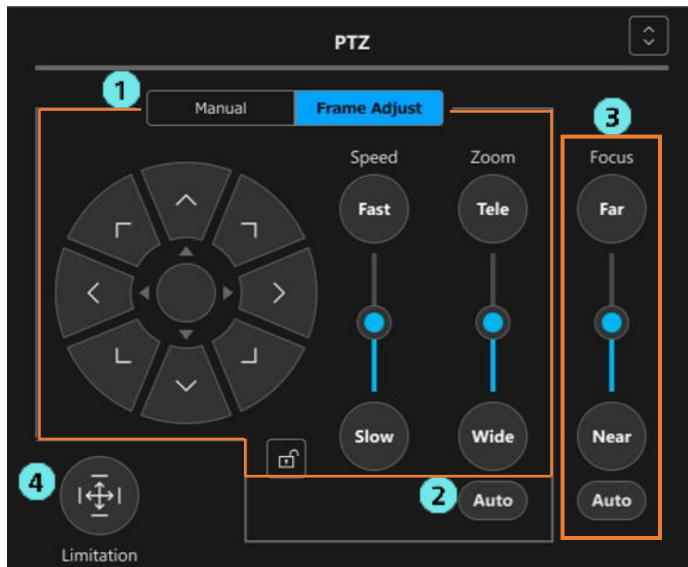 PTZ
1
Manual Frame Adjust
3
Speed Zoom Focus
Fast Tele Far
Slow Wide Near
4
2
Auto Auto
Limitation